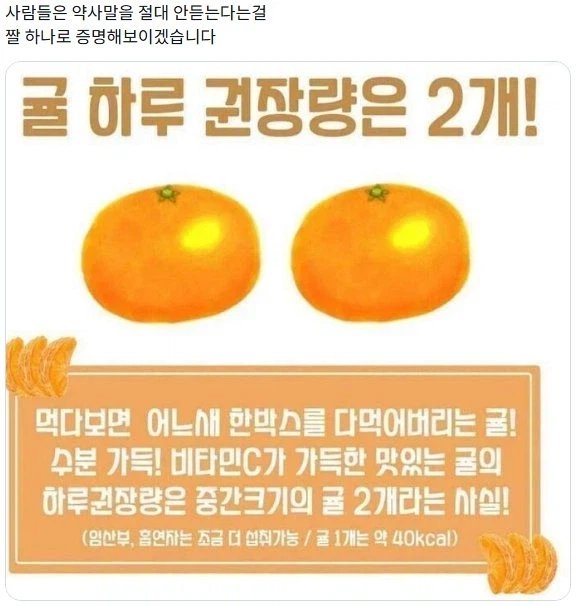 사람들은 약사말을 절대 안듣는다는걸
짤 하나로 증명해보이겠습니다
귤 하루 권장량은 2개!
먹다보면 어느새 한박스를 다먹어버리는 귤!
수분 가득! 비타민C가 가득한 맛있는 귤의
하루권장량은 중간크기의 귤 2개라는 사실!
(임산부, 흡연자는 조금 더 섭취가능 / 귤 1개는 약 40kcal)